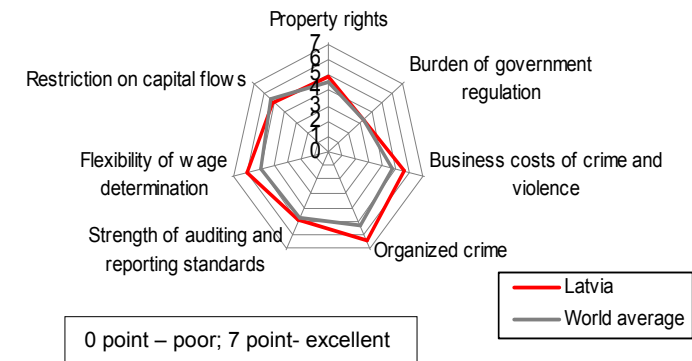 Property rights
7
6
5
4
3
2
1
0
Burden of government
regulation
Business costs of crime and
violence
Organized crime
Strength of auditing and
reporting standards
Flexibility of wage
determination
Restriction on capital flows
Latvia
World average
0 point – poor; 7 point- excellent